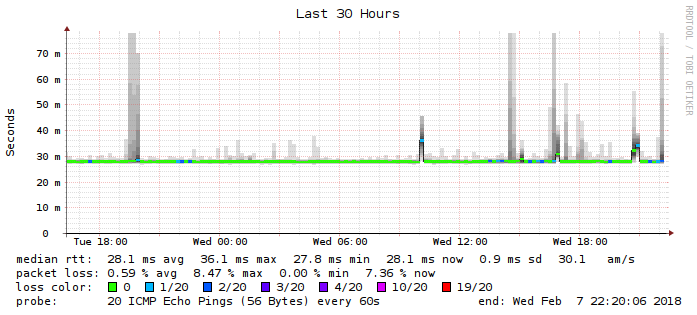 Last 30 Hours
RRDTOOL / TOBI OETIKER
Seconds
70 m
60 m
50 m
40 m
30 m
20 m
10 m
0
Tue 18:00 Wed 00:00 Wed 06:00 Wed 12:00 Wed 18:00
median rtt: 28.1 ms avg 36.1 ms max 27.8 ms min 28.1 ms now 0.9 ms sd 30.1 am/s
packet loss: 0.59 % avg 8.47 % max 0.00 % min 7.36 % now
loss color: 0 1/20 2/20 3/20 4/20 10/20 19/20
probe: 20 ICMP Echo Pings (56 Bytes) every 60s end: Wed Feb 7 22:20:06 2018